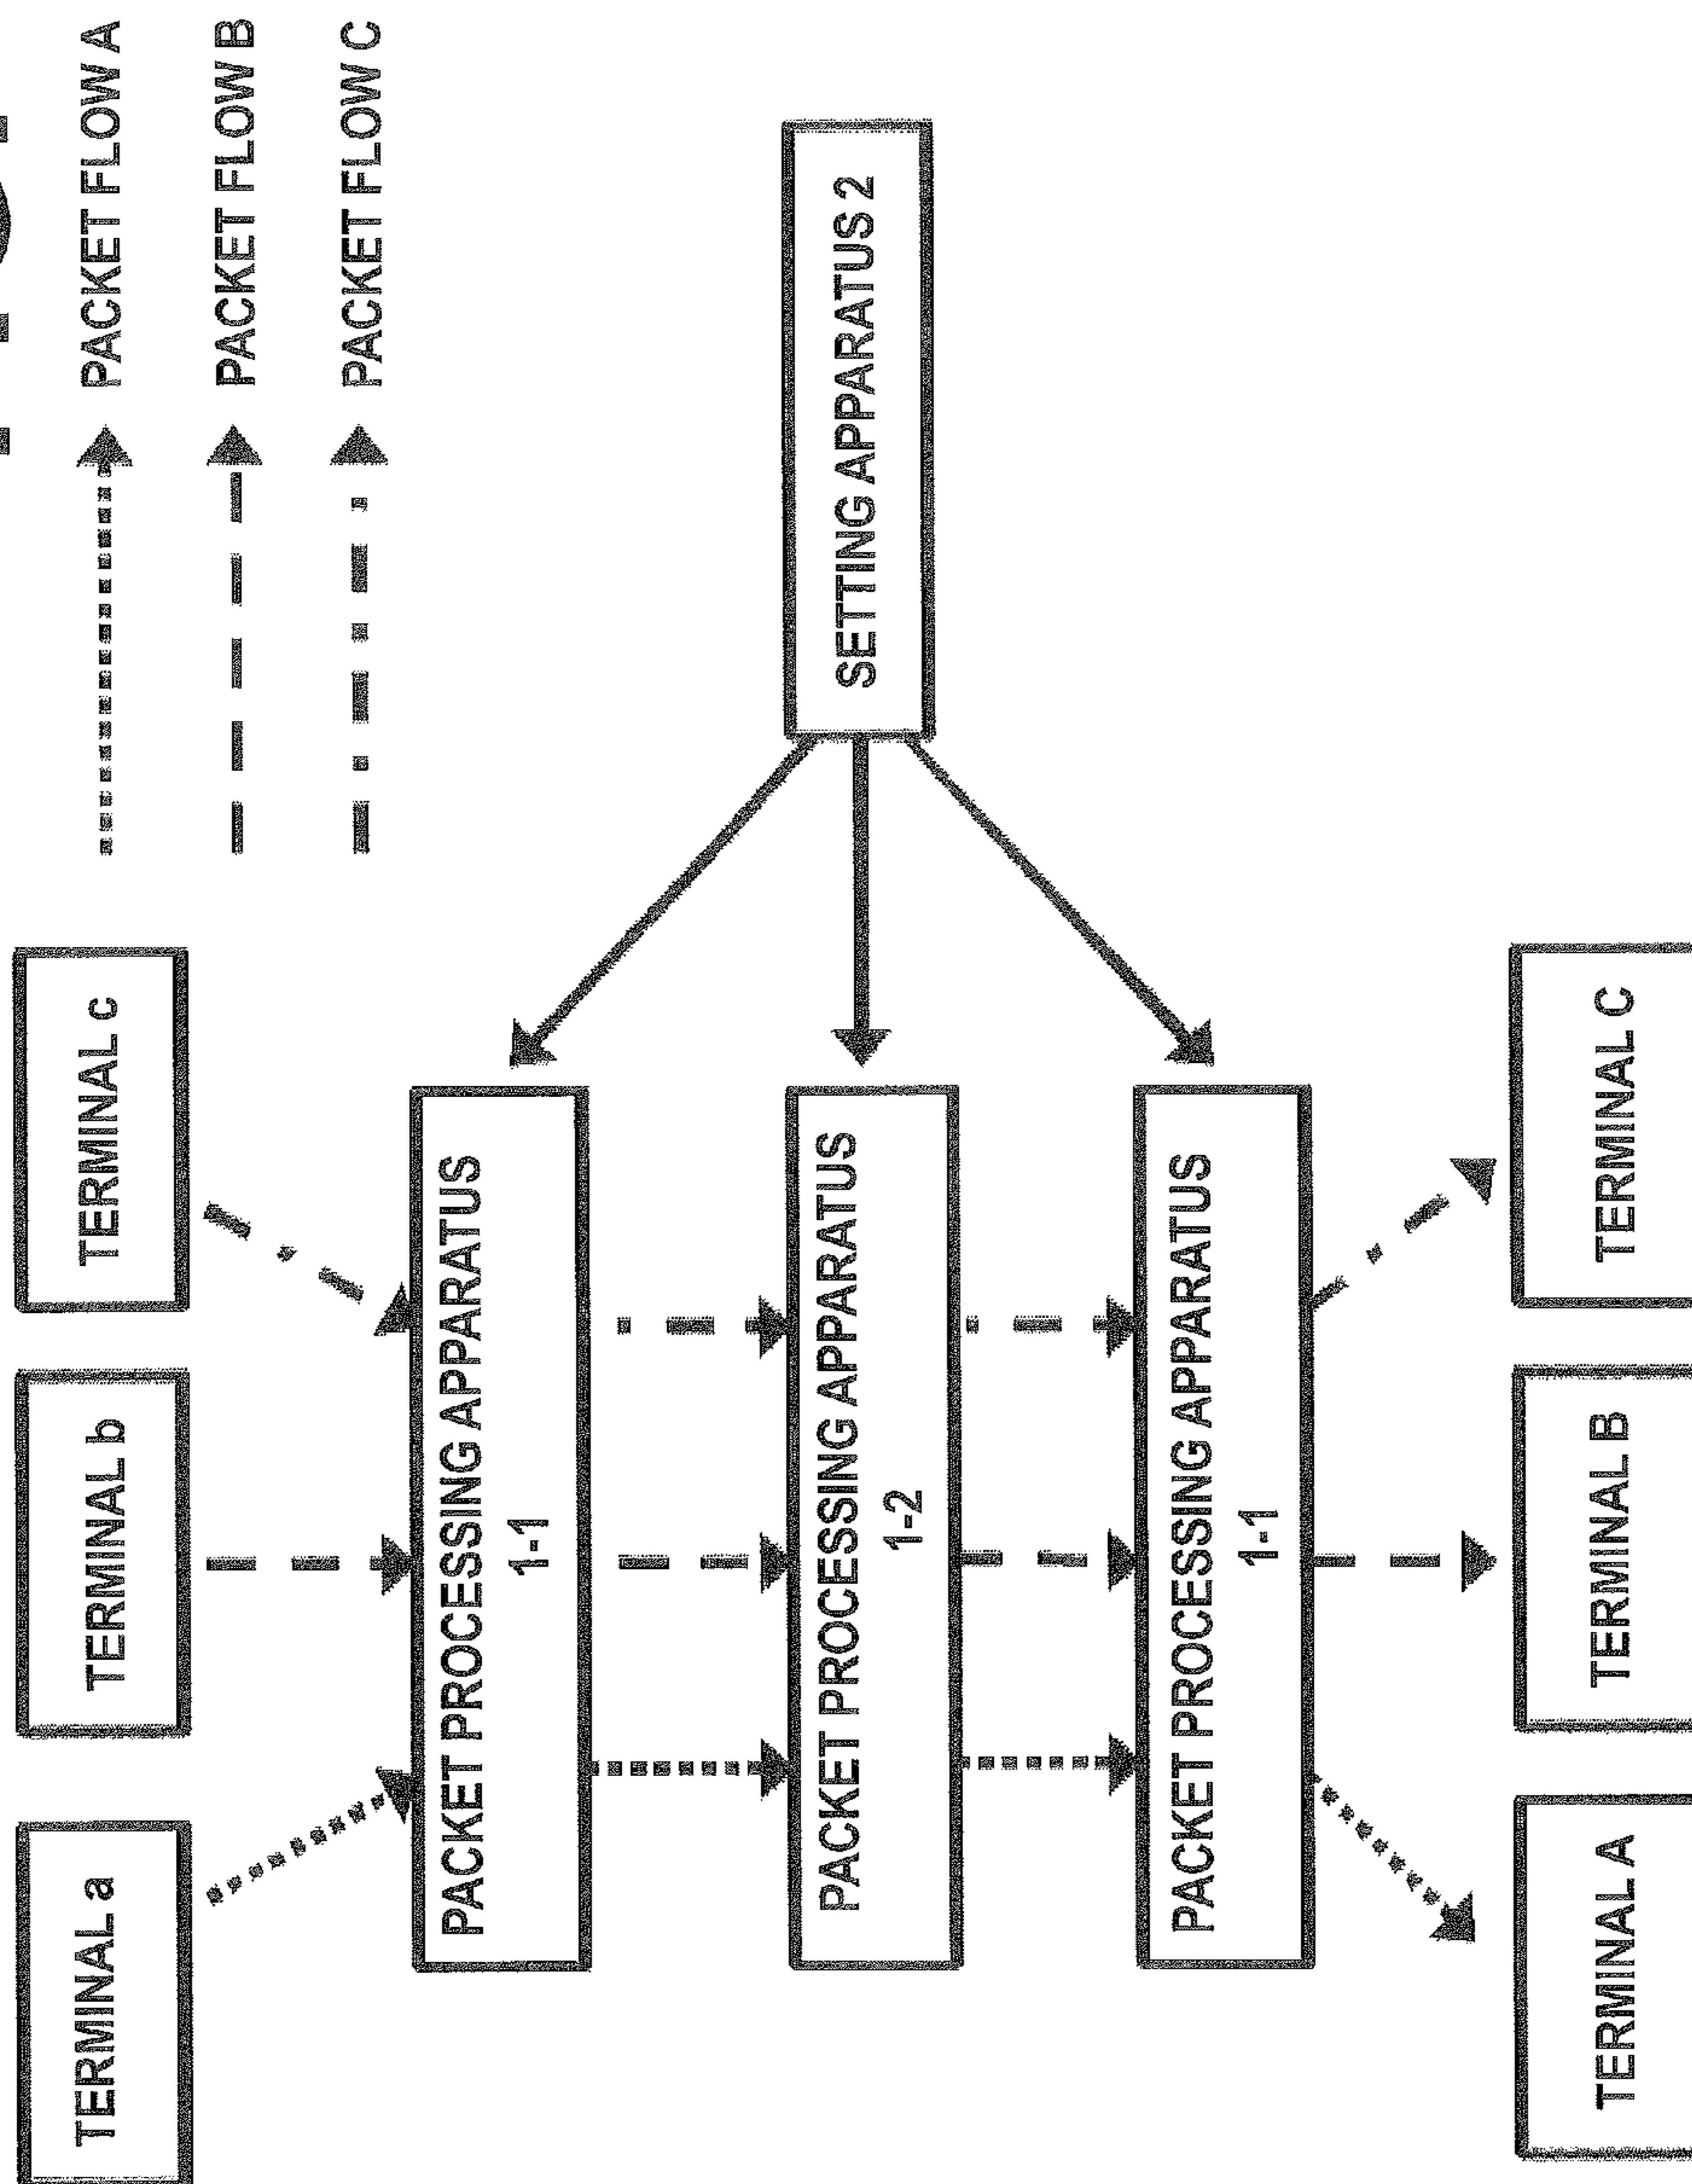 PACKET FLOW A
PACKET FLOW B
PACKET FLOW C
TERMINAL a
TERMINAL b
TERMINAL c
PACKET PROCESSING APPARATUS
1-1
PACKET PROCESSING APPARATUS
1-2
SETTING APPARATUS 2
PACKET PROCESSING APPARATUS
1-1
TERMINAL A
TERMINAL B
TERMINAL C